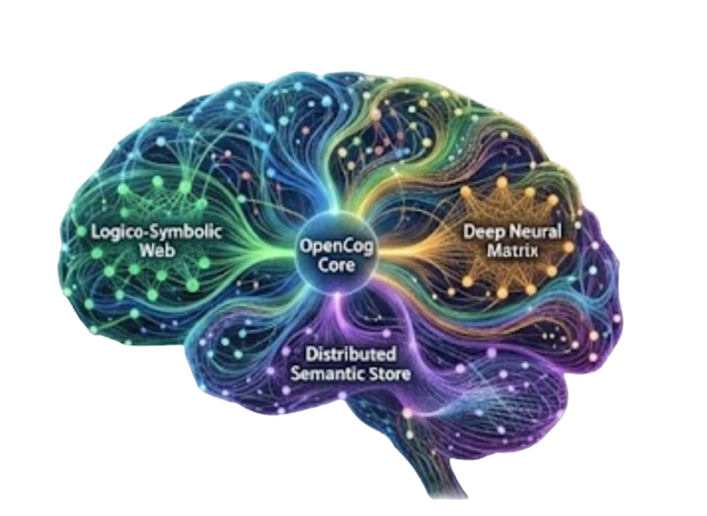 Logico-Symbolic
Web
OpenCog
Core
Deep Neural
Matrix
Distributed
Semantic Store